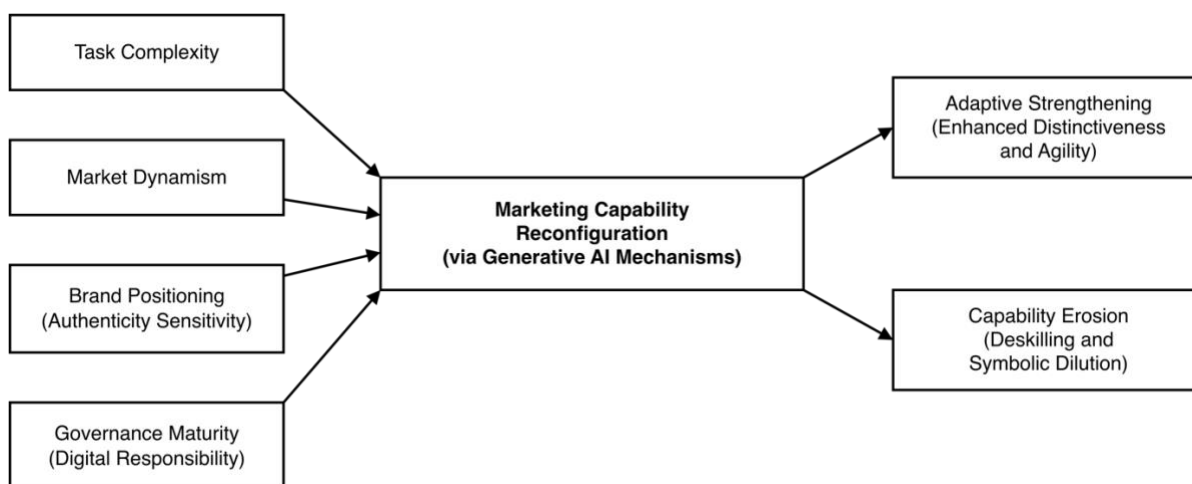 Task Complexity
Market Dynamism
Brand Positioning
(Authenticity Sensitivity)
Governance Maturity
(Digital Responsibility)
Marketing Capability
Reconfiguration
(via Generative AI Mechanisms)
Adaptive Strengthening
(Enhanced Distinctiveness
and Agility)
Capability Erosion
(Deskilling and
Symbolic Dilution)